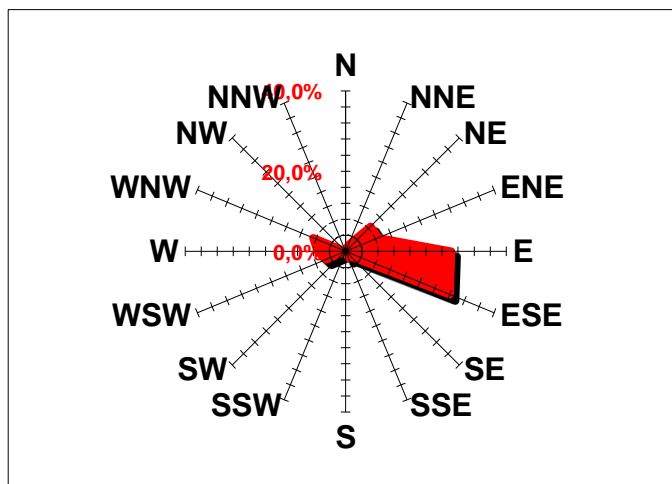 N
NNW 40,0% NNE
NW NE
20,0%
WNW ENE
W 0,0% E
WSW ESE
SW SE
SSW SSE
S